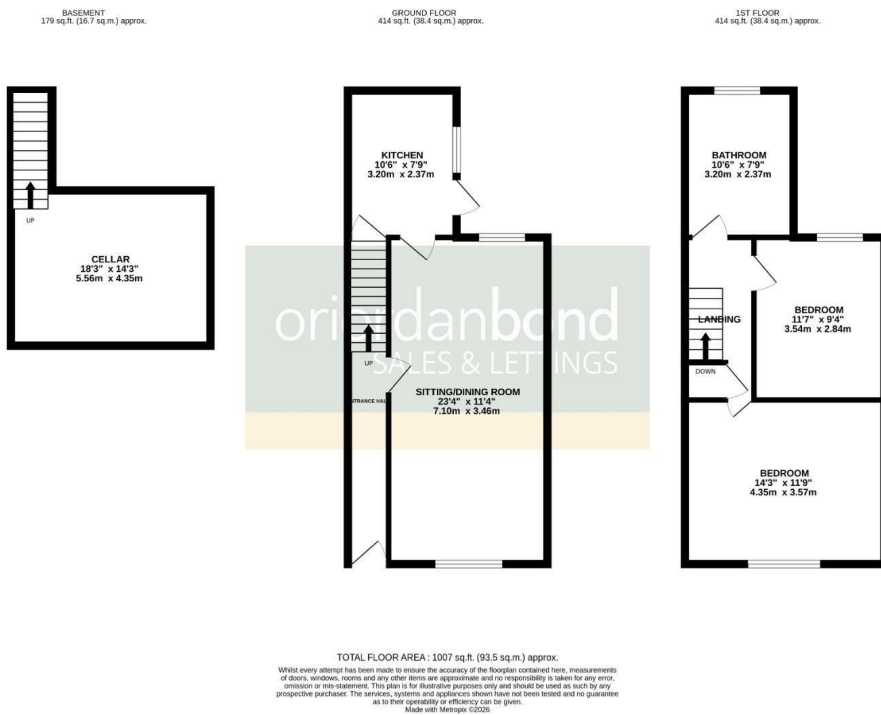 BASEMENT
179 sq.ft. (16.7 sq.m.) approx.
GROUND FLOOR
414 sq.ft. (38.4 sq.m.) approx.
1ST FLOOR
414 sq.ft. (38.4 sq.m.) approx.
UP
CELLAR
18'3" x 14'3"
5.56m x 4.35m
KITCHEN
10'6" x 7'9"
3.20m x 2.37m
UP
ENTRANCE HALL
SITTING/DINING ROOM
23'4" x 11'4"
7.10m x 3.46m
BATHROOM
10'6" x 7'9"
3.20m x 2.37m
LANDING
DOWN
BEDROOM
11'7" x 9'4"
3.54m x 2.84m
BEDROOM
14'3" x 11'9"
4.35m x 3.57m
oriordanbond
SALES & LETTINGS
TOTAL FLOOR AREA : 1007 sq.ft. (93.5 sq.m.) approx.
Whilst every attempt has been made to ensure the accuracy of the floorplan contained here, measurements
of doors, windows, rooms and any other items are approximate and no responsibility is taken for any error,
omission or mis-statement. This plan is for illustrative purposes only and should be used as such by any
prospective purchaser. The services, systems and appliances shown have not been tested and no guarantee
as to their operability or efficiency can be given.
Made with Metropix ©2026